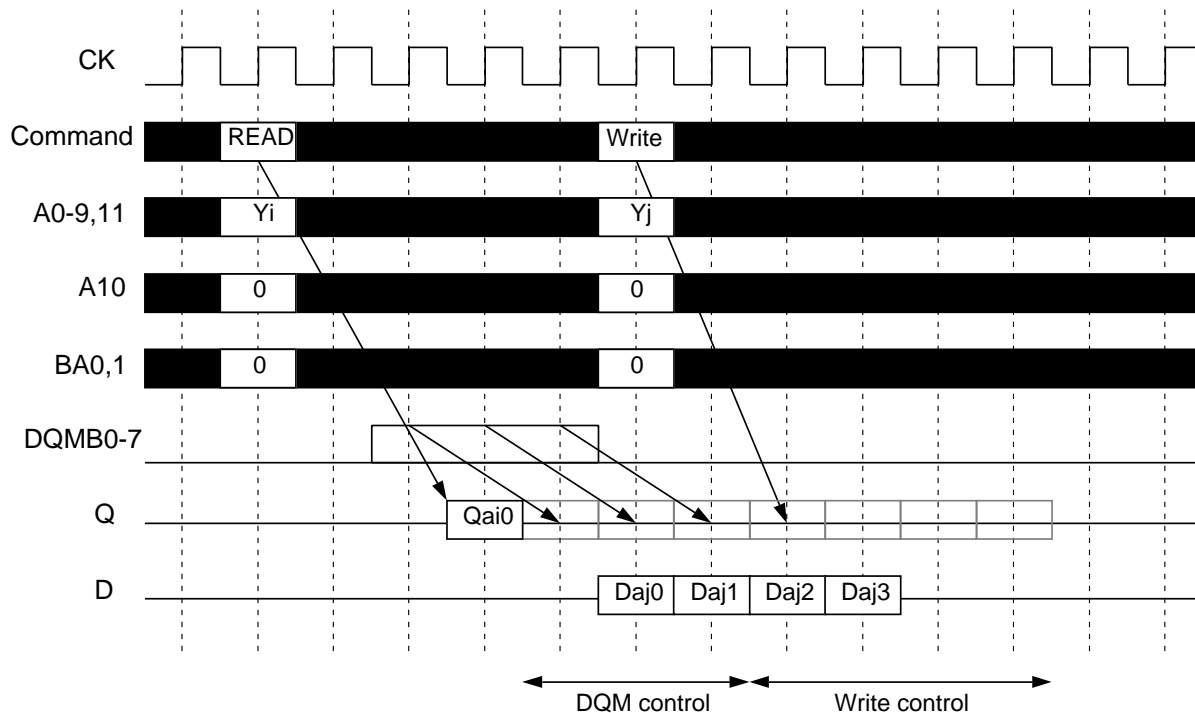 CK
Command READ Write
A0-9,11 Yi Yj
A10 0 0
BA0,1 0 0
DQMB0-7
Q Qai0
D Daj0 Daj1 Daj2 Daj3
DQM control Write control